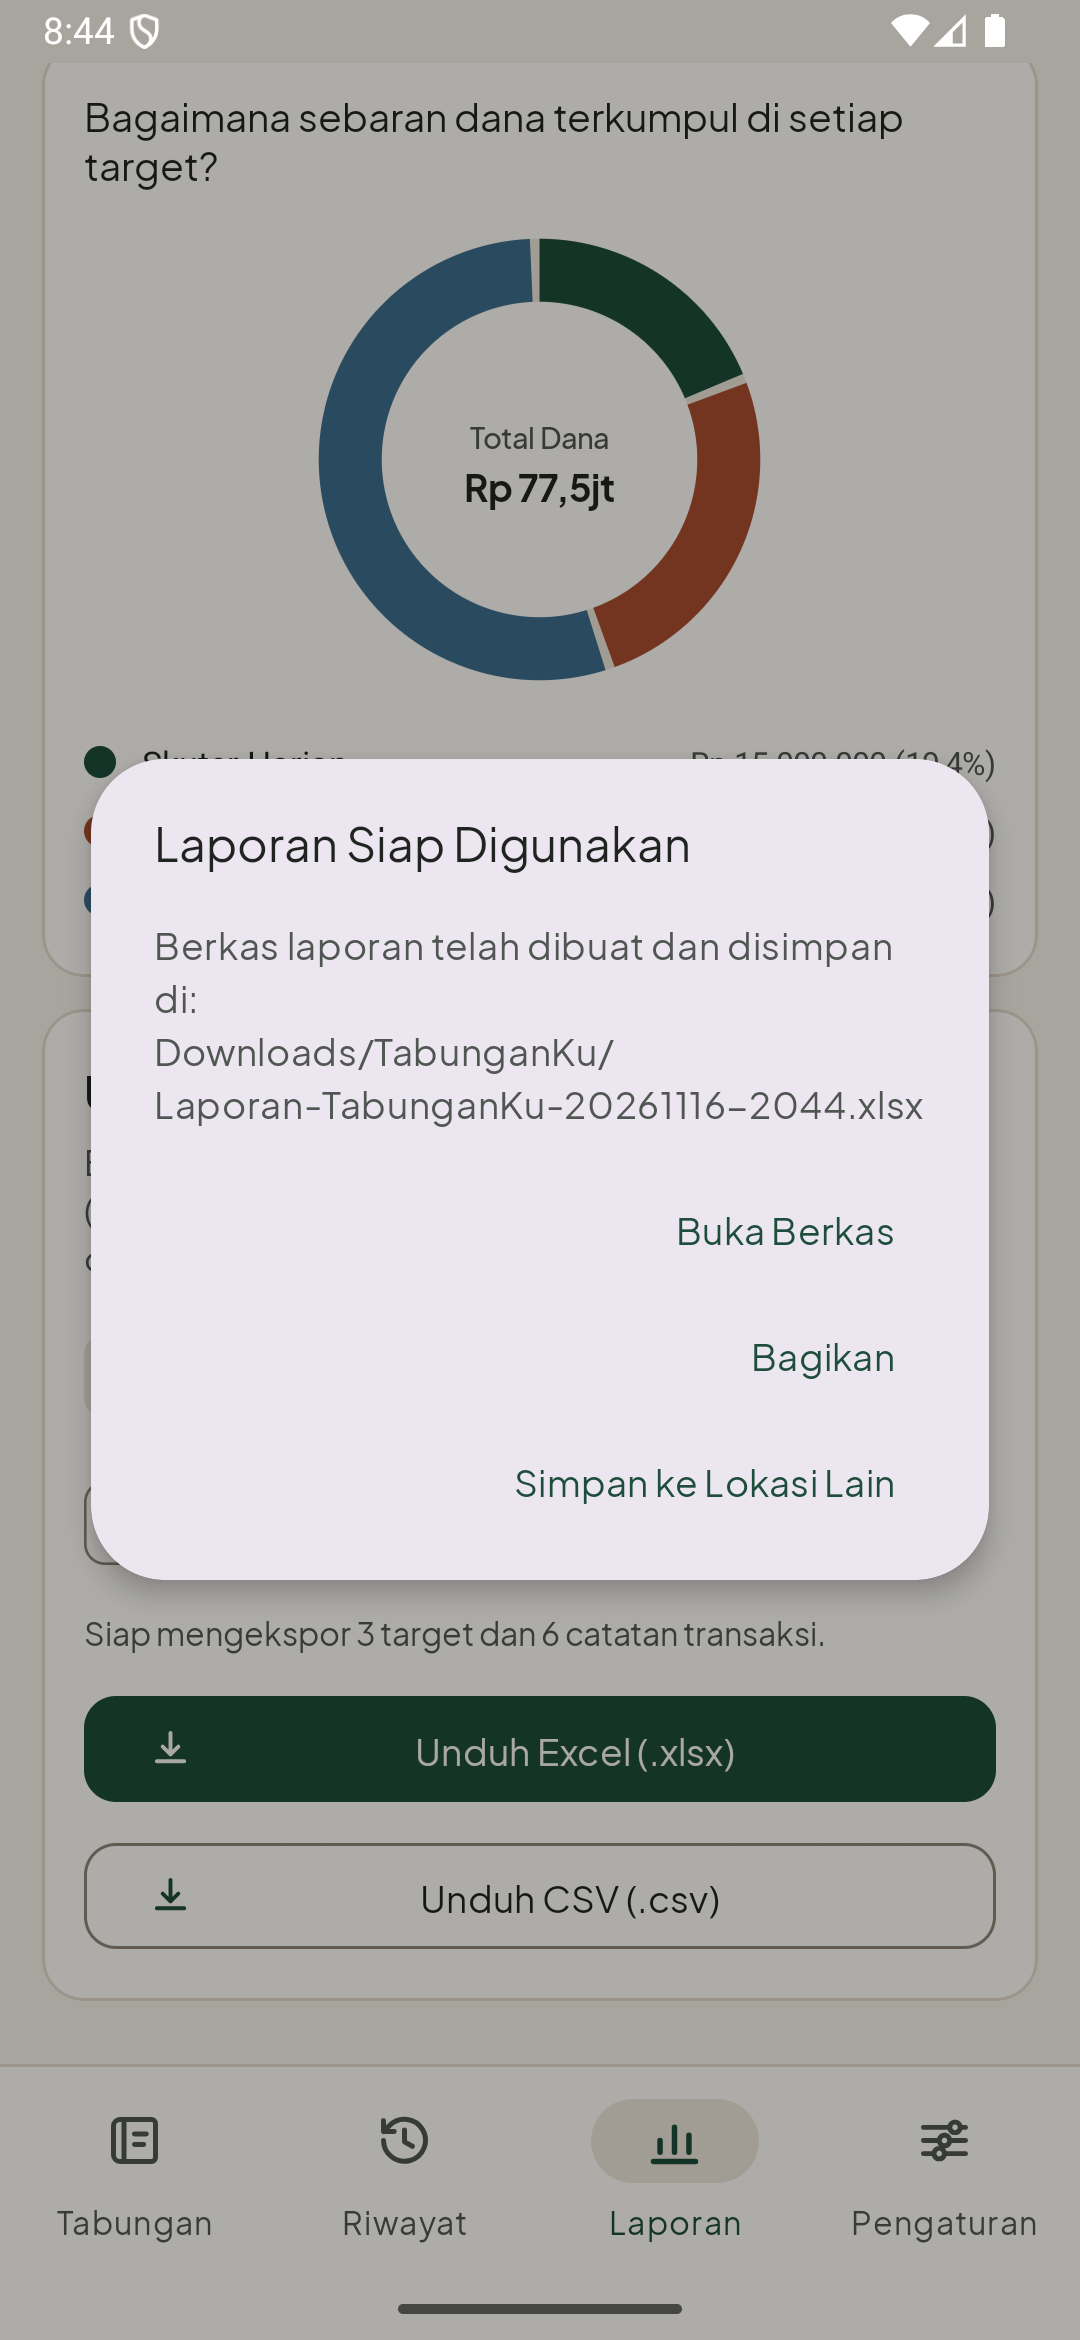 8:44
Bagaimana sebaran dana terkumpul di setiap
target?
Total Dana
Rp 77,5jt
Laporan Siap Digunakan
Berkas laporan telah dibuat dan disimpan
di:
Downloads/TabunganKu/
Laporan-TabunganKu-20261116-2044.xlsx
Buka Berkas
Bagikan
Simpan ke Lokasi Lain
Siap mengekspor 3 target dan 6 catatan transaksi.
Unduh Excel (.xlsx)
Unduh CSV (.csv)
Tabungan
Riwayat
Laporan
Pengaturan